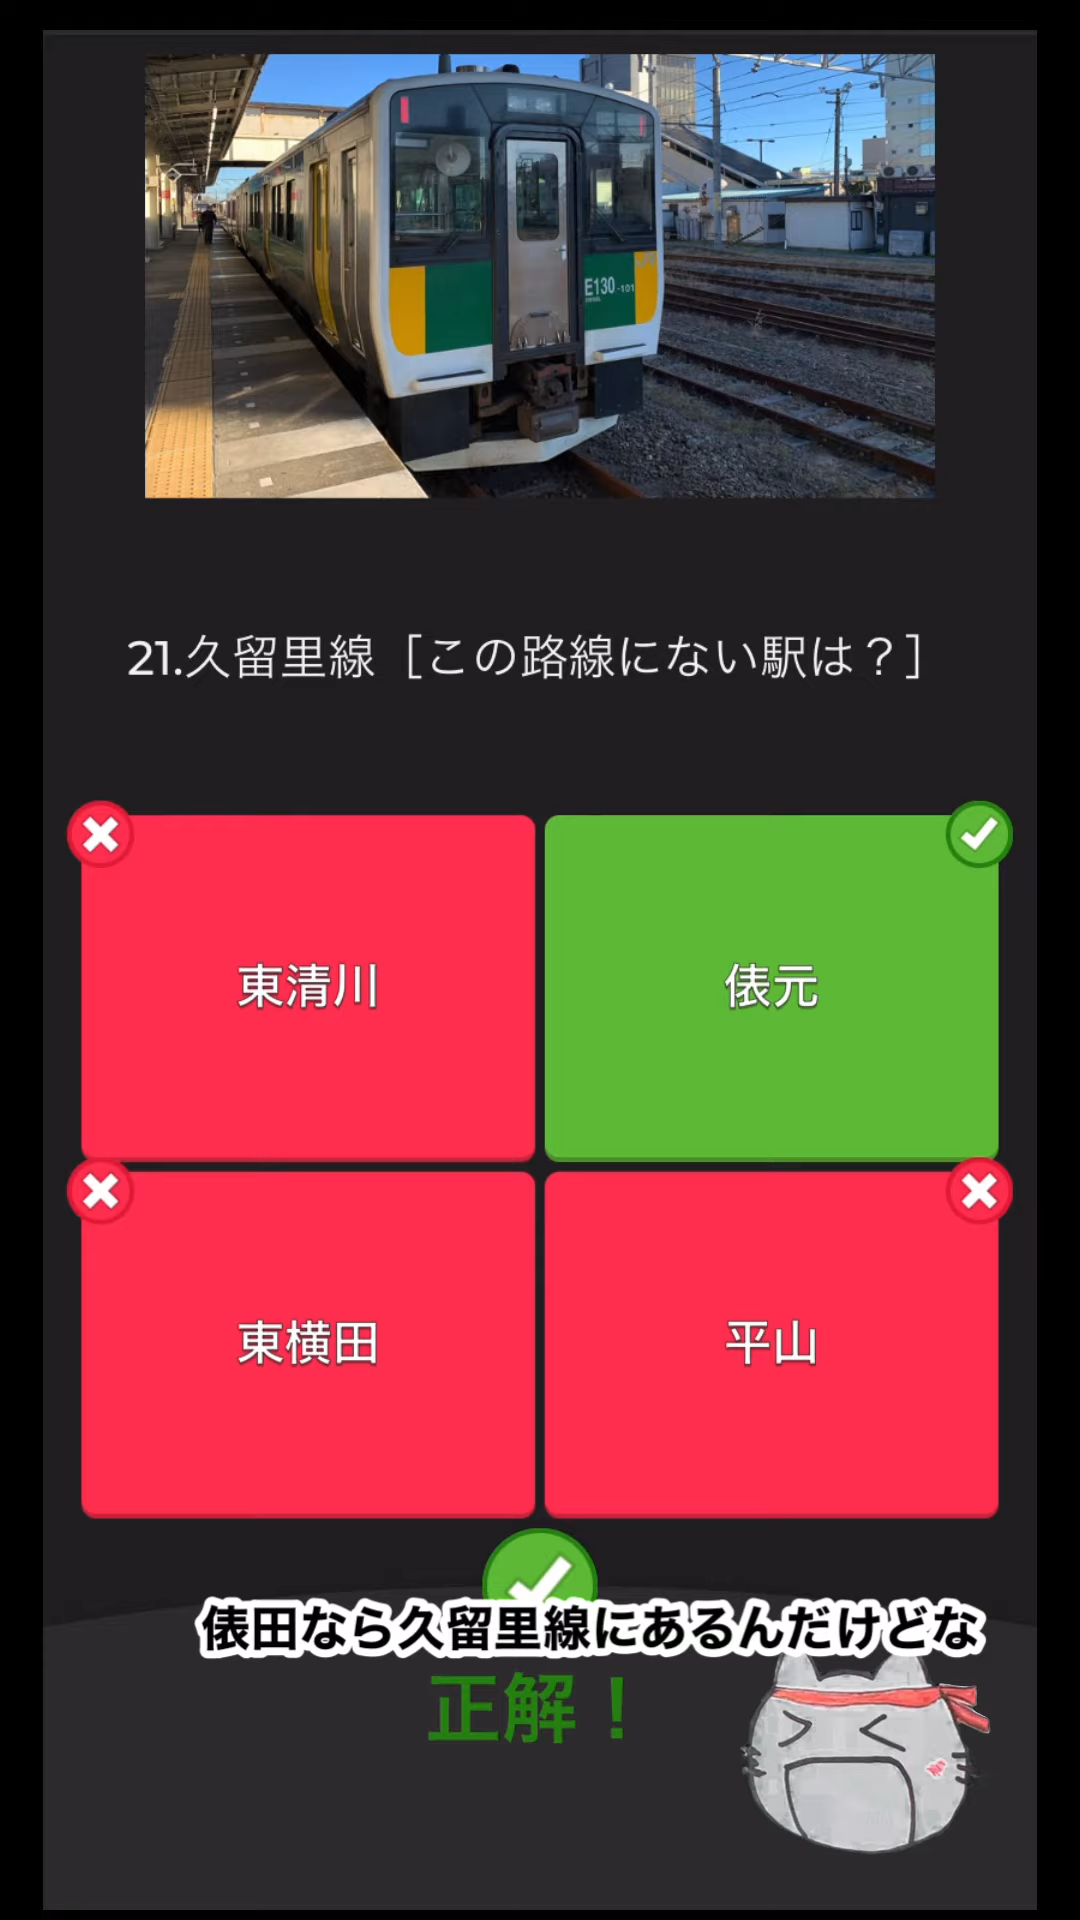 E130-101
21.久留里線［この路線にない駅は？］
東清川
俵元
東横田
平山
俵田なら久留里線にあるんだけどな
正解！